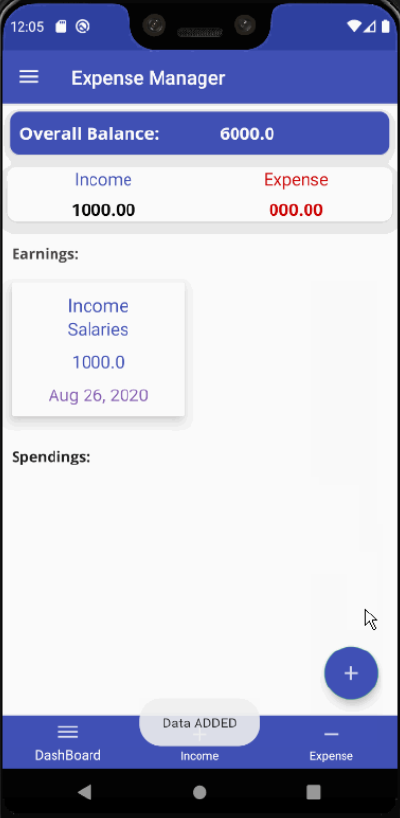 12:05
Expense Manager
Overall Balance: 6000.0
Income Expense
1000.00 000.00
Earnings:
Income
Salaries
1000.0
Aug 26, 2020
Spendings:
Data ADDED
DashBoard Income Expense